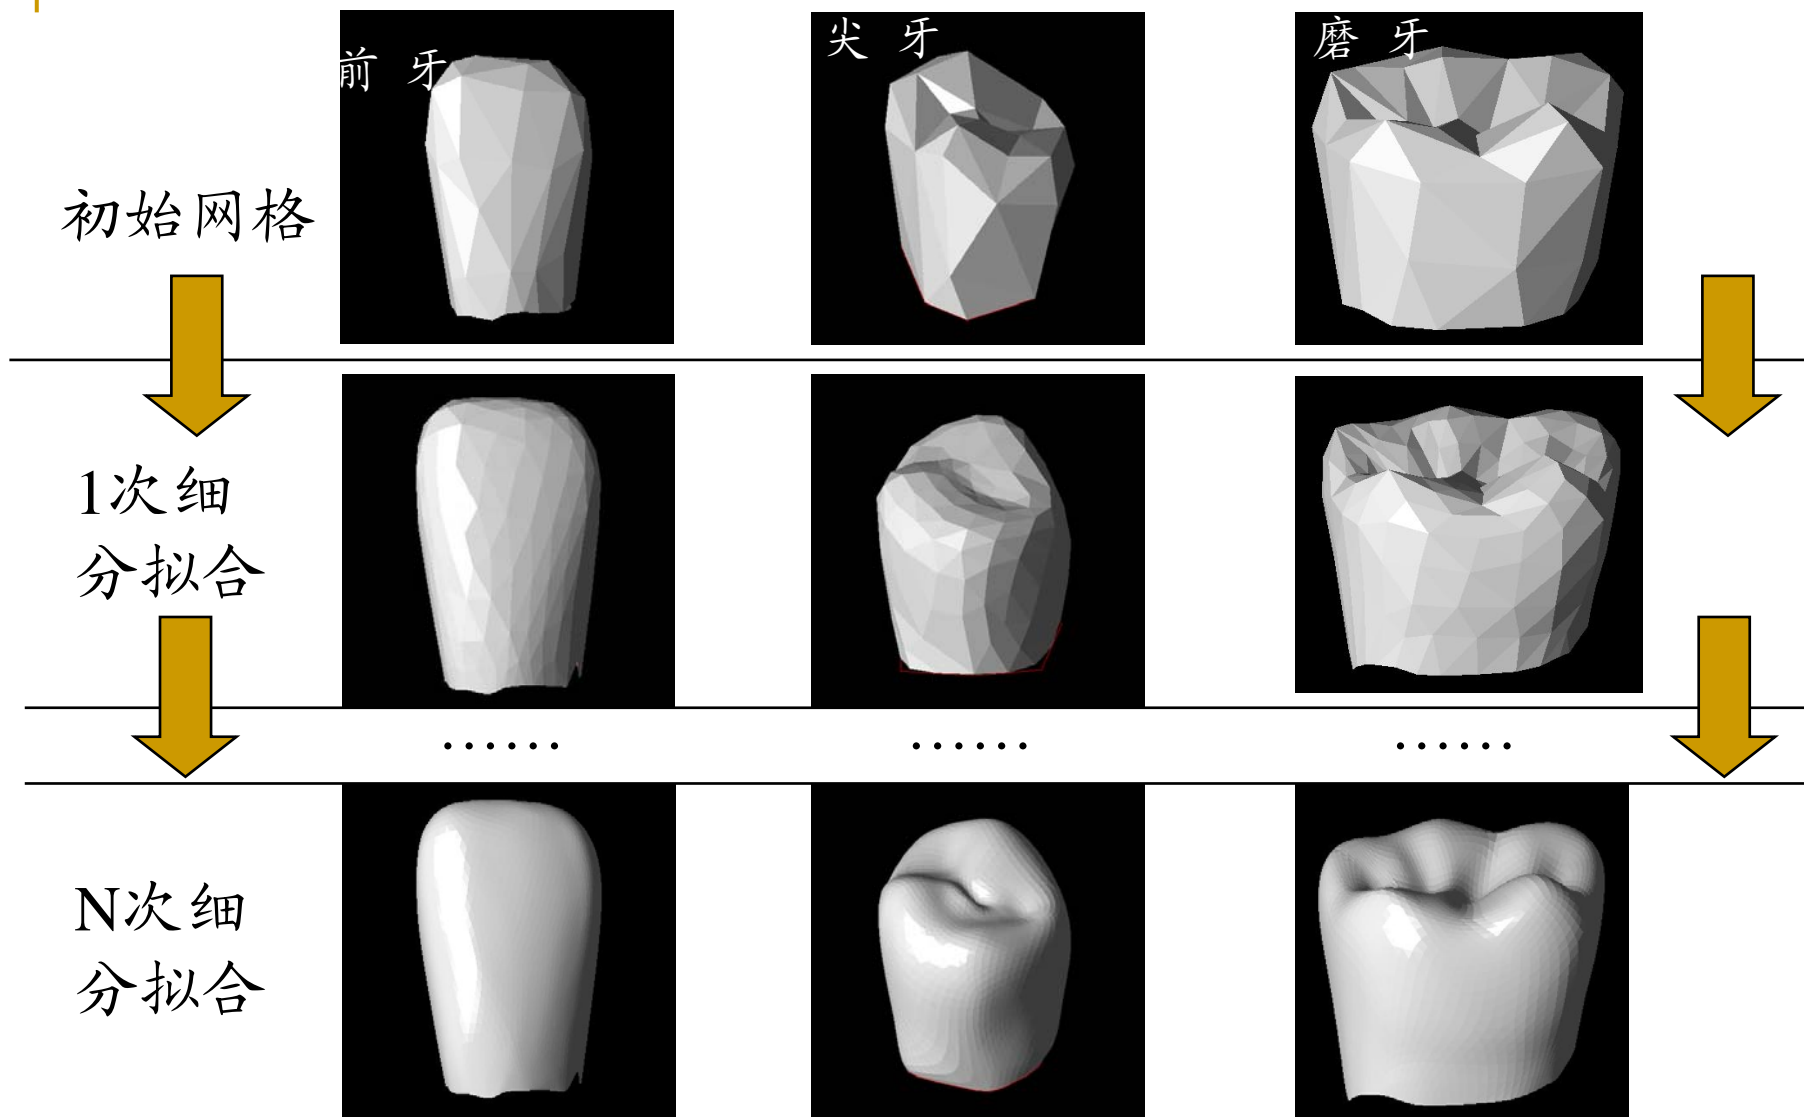 前 牙
尖 牙
磨 牙
初始网格
1次细
分拟合
......
......
......
N次细
分拟合